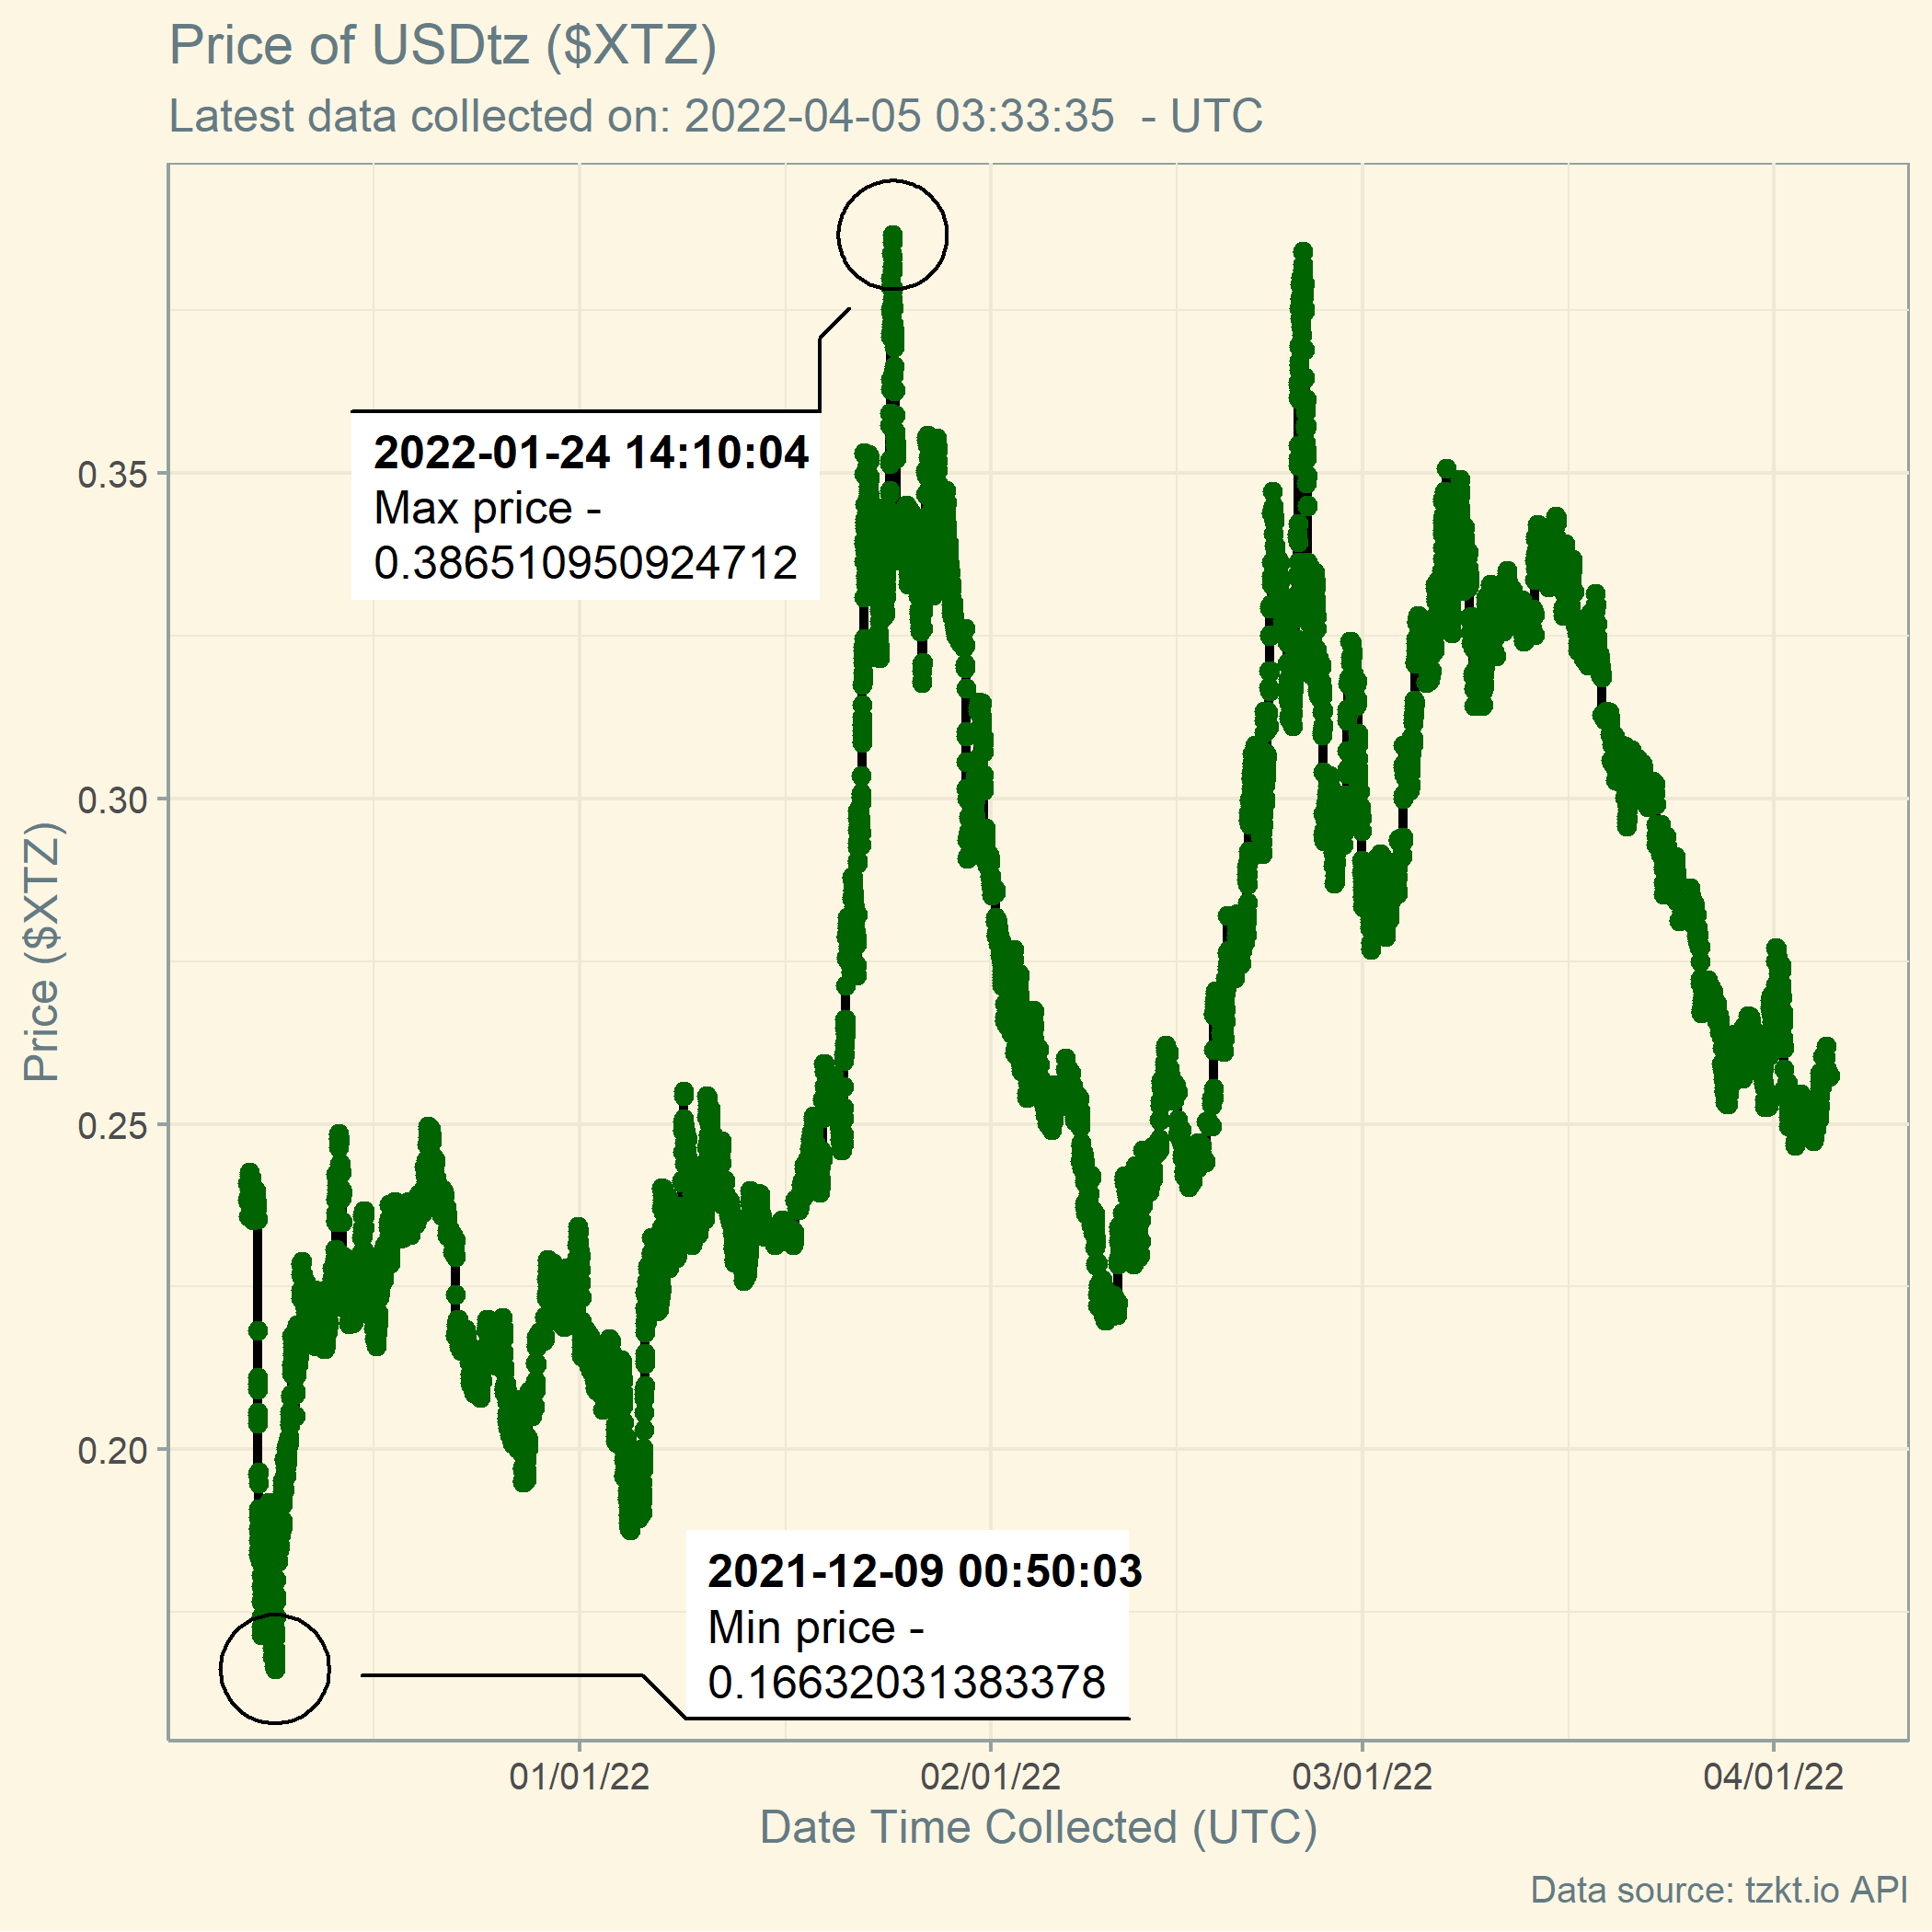 Price of USDtz ($XTZ)
Latest data collected on: 2022-04-05 03:33:35  - UTC
2022-01-24 14:10:04
Max price -
0.386510950924712
0.35
0.30
0.25
0.20
Price ($XTZ)
2021-12-09 00:50:03
Min price -
0.16632031383378
01/01/22
02/01/22
03/01/22
04/01/22
Date Time Collected (UTC)
Data source: tzkt.io API